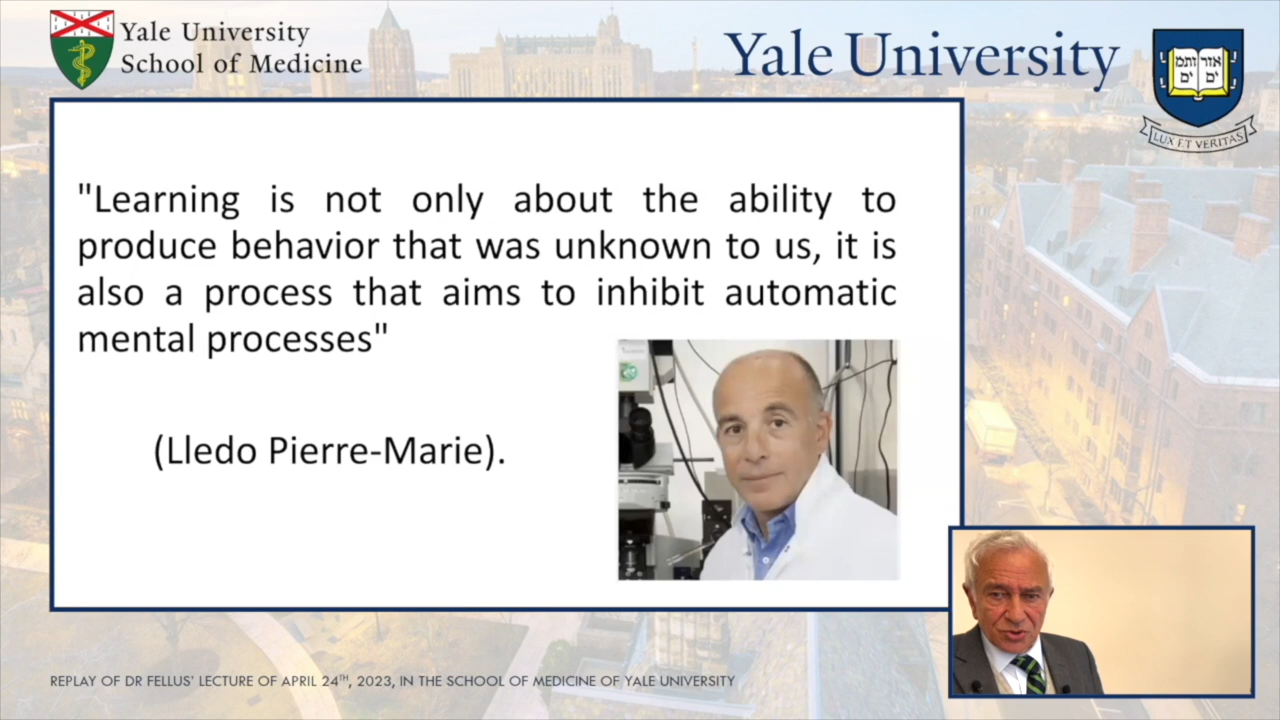 Yale University
School of Medicine
Yale University
אורים
ותמים
LUX ET VERITAS
"Learning is not only about the ability to
produce behavior that was unknown to us, it is
also a process that aims to inhibit automatic
mental processes"
(Lledo Pierre-Marie).
REPLAY OF DR FELLUS' LECTURE OF APRIL 24TH, 2023, IN THE SCHOOL OF MEDICINE OF YALE UNIVERSITY